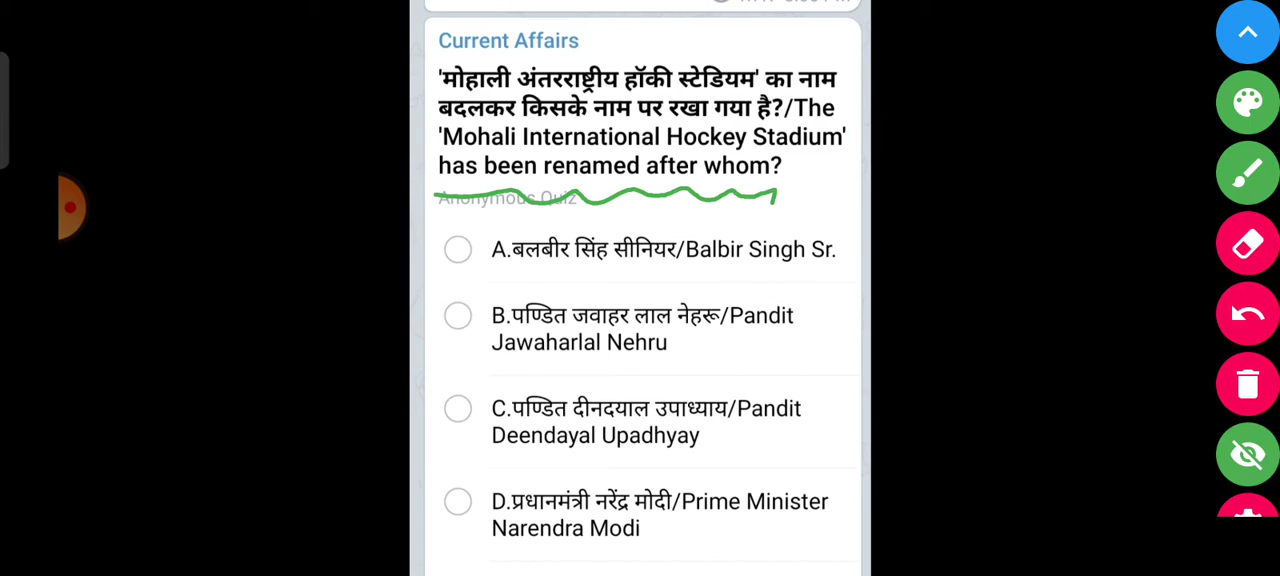 Current Affairs
'मोहाली अंतरराष्ट्रीय हॉकी स्टेडियम' का नाम
बदलकर किसके नाम पर रखा गया है?/The
'Mohali International Hockey Stadium'
has been renamed after whom?
Anonymous Quiz
A.बलबीर सिंह सीनियर/Balbir Singh Sr.
B.पण्डित जवाहर लाल नेहरू/Pandit
Jawaharlal Nehru
C.पण्डित दीनदयाल उपाध्याय/Pandit
Deendayal Upadhyay
D.प्रधानमंत्री नरेंद्र मोदी/Prime Minister
Narendra Modi